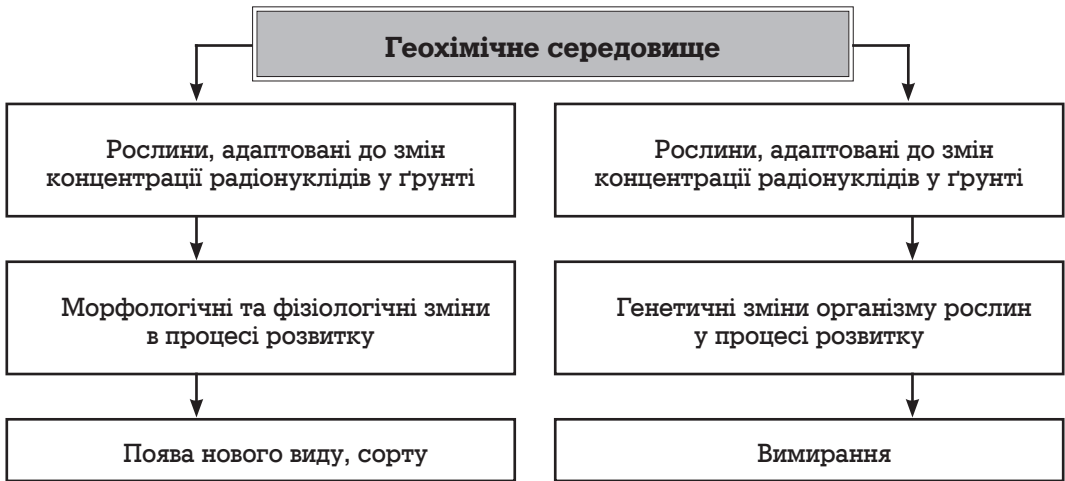 Геохімічне середовище
Рослини, адаптовані до змін
концентрації радіонуклідів у ґрунті
Рослини, адаптовані до змін
концентрації радіонуклідів у ґрунті
Морфологічні та фізіологічні зміни
в процесі розвитку
Генетичні зміни організму рослин
у процесі розвитку
Поява нового виду, сорту
Вимирання